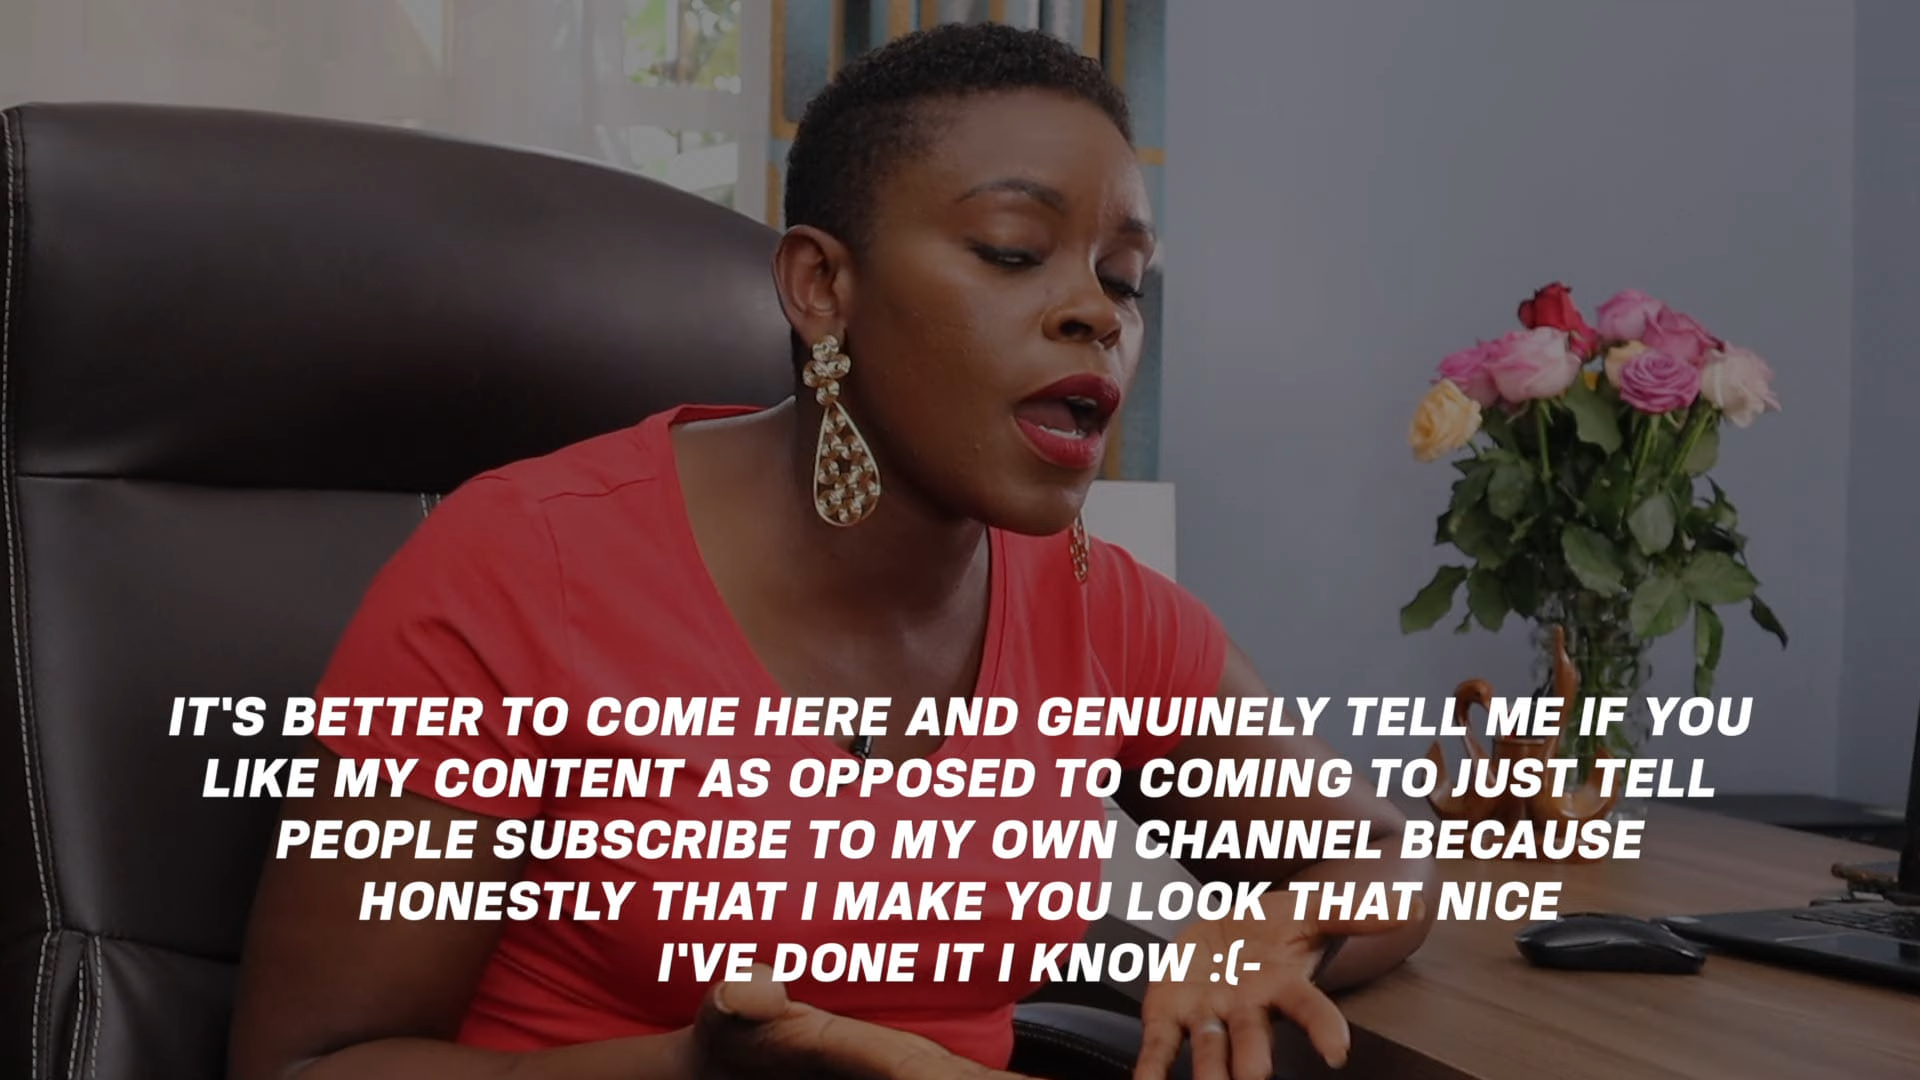 IT'S BETTER TO COME HERE AND GENUINELY TELL ME IF YOU
LIKE MY CONTENT AS OPPOSED TO COMING TO JUST TELL
PEOPLE SUBSCRIBE TO MY OWN CHANNEL BECAUSE
HONESTLY THAT I MAKE YOU LOOK THAT NICE
I'VE DONE IT I KNOW :(-